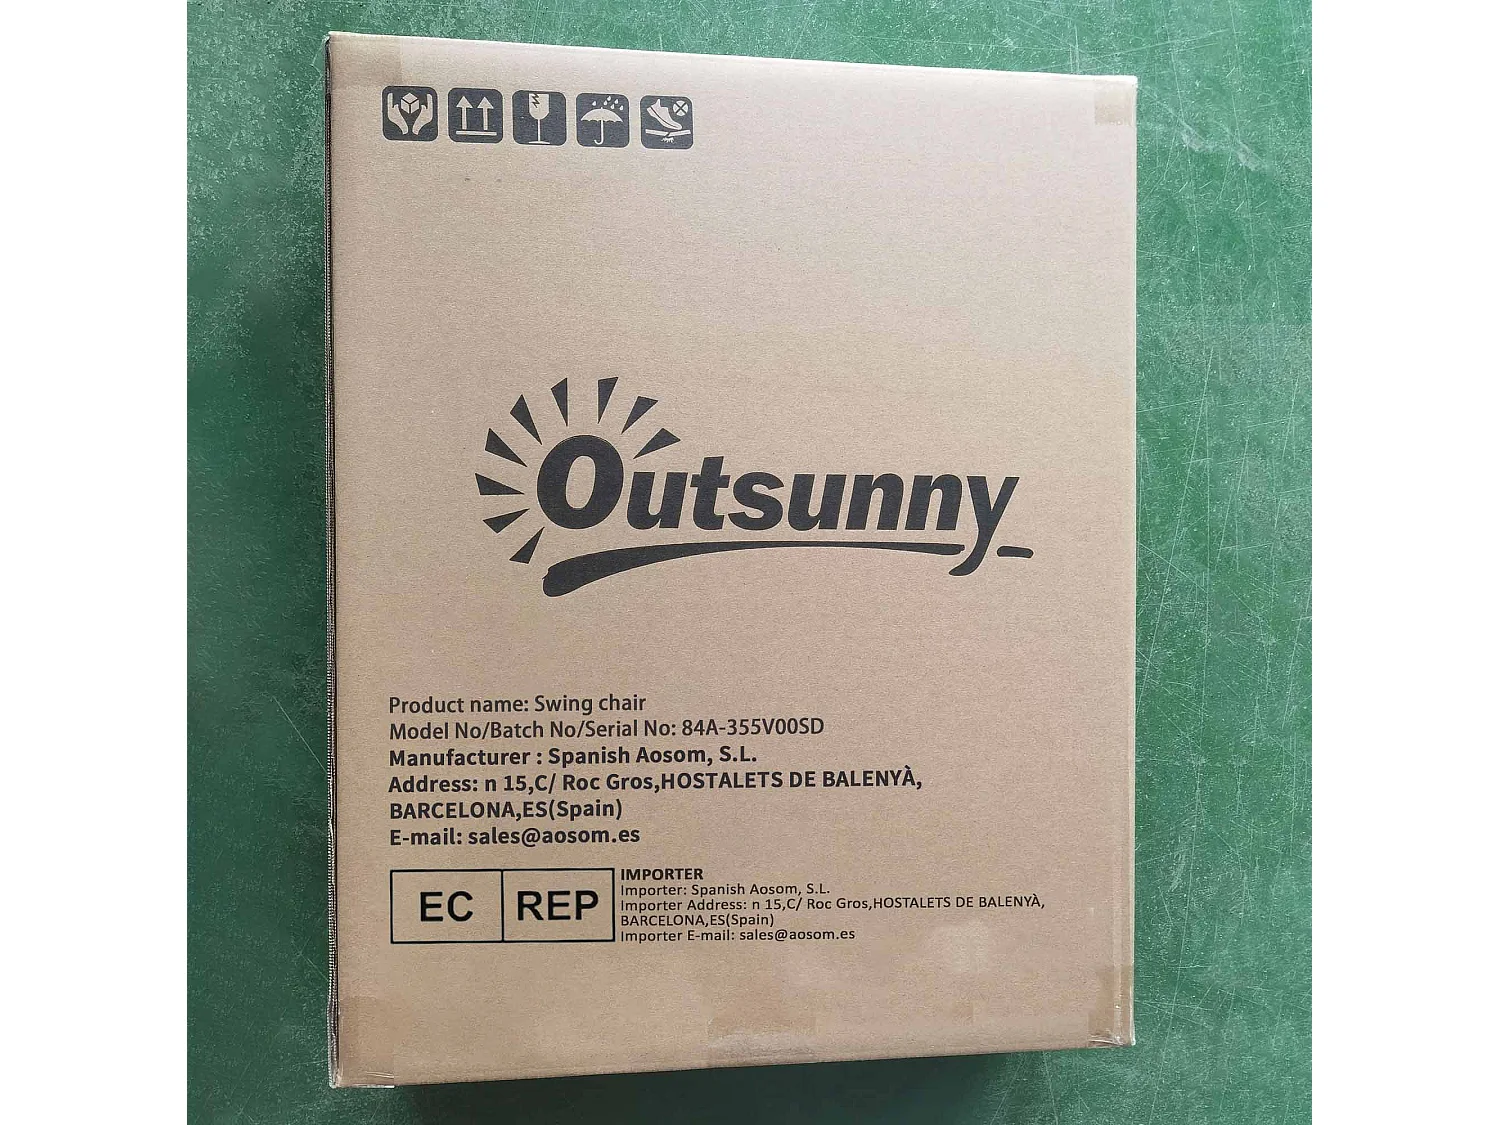 Outsunny
Product name: Swing chair
Model No/Batch No/Serial No: 84A-355V00SD
Manufacturer : Spanish Aosom, S.L.
Address: n 15,C/ Roc Gros,HOSTALETS DE BALENYÀ,
BARCELONA,ES(Spain)
E-mail: sales@aosom.es
EC REP
IMPORTER
Importer: Spanish Aosom, S.L.
Importer Address: n 15,C/ Roc Gros,HOSTALETS DE BALENYÀ,
BARCELONA,ES(Spain)
Importer E-mail: sales@aosom.es